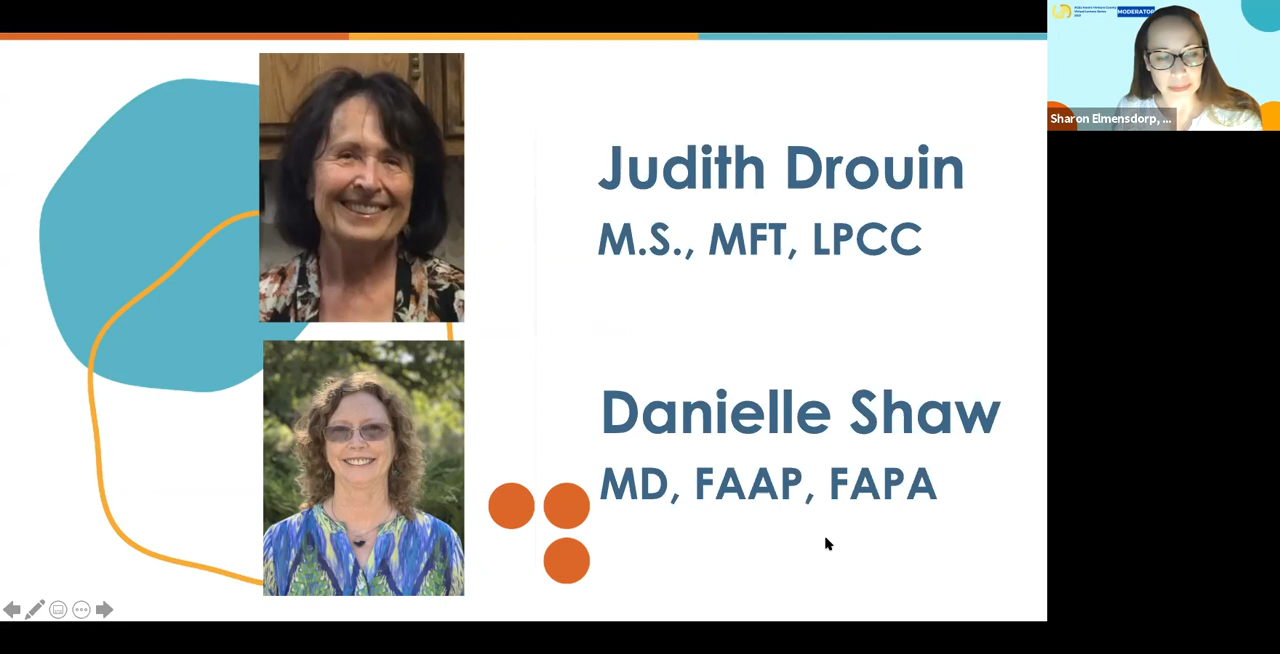 Judith Drouin
M.S., MFT, LPCC
Danielle Shaw
MD, FAAP, FAPA
MODERATOR
Sharon Elmensdorp, ...